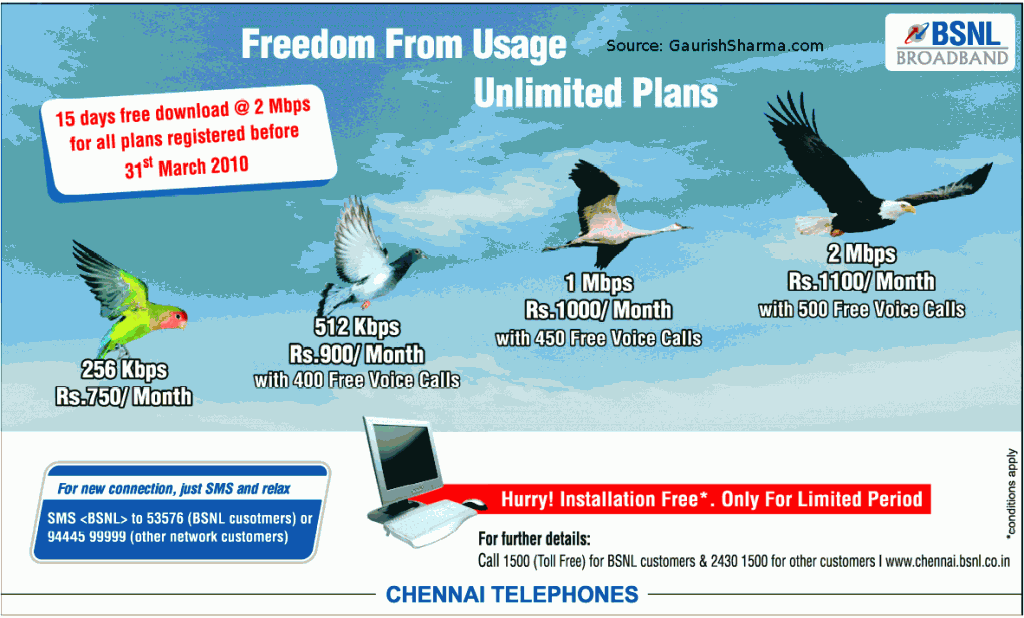 Freedom From Usage
Unlimited Plans
Source: GaurishSharma.com
BSNL
BROADBAND
15 days free download @ 2 Mbps
for all plans registered before
31st March 2010
256 Kbps
Rs.750/ Month
512 Kbps
Rs.900/ Month
with 400 Free Voice Calls
1 Mbps
Rs.1000/ Month
with 450 Free Voice Calls
2 Mbps
Rs.1100/ Month
with 500 Free Voice Calls
For new connection, just SMS and relax
SMS <BSNL> to 53576 (BSNL cusotmers) or
94445 99999 (other network customers)
Hurry! Installation Free*. Only For Limited Period
For further details:
Call 1500 (Toll Free) for BSNL customers & 2430 1500 for other customers I www.chennai.bsnl.co.in
*conditions apply
CHENNAI TELEPHONES